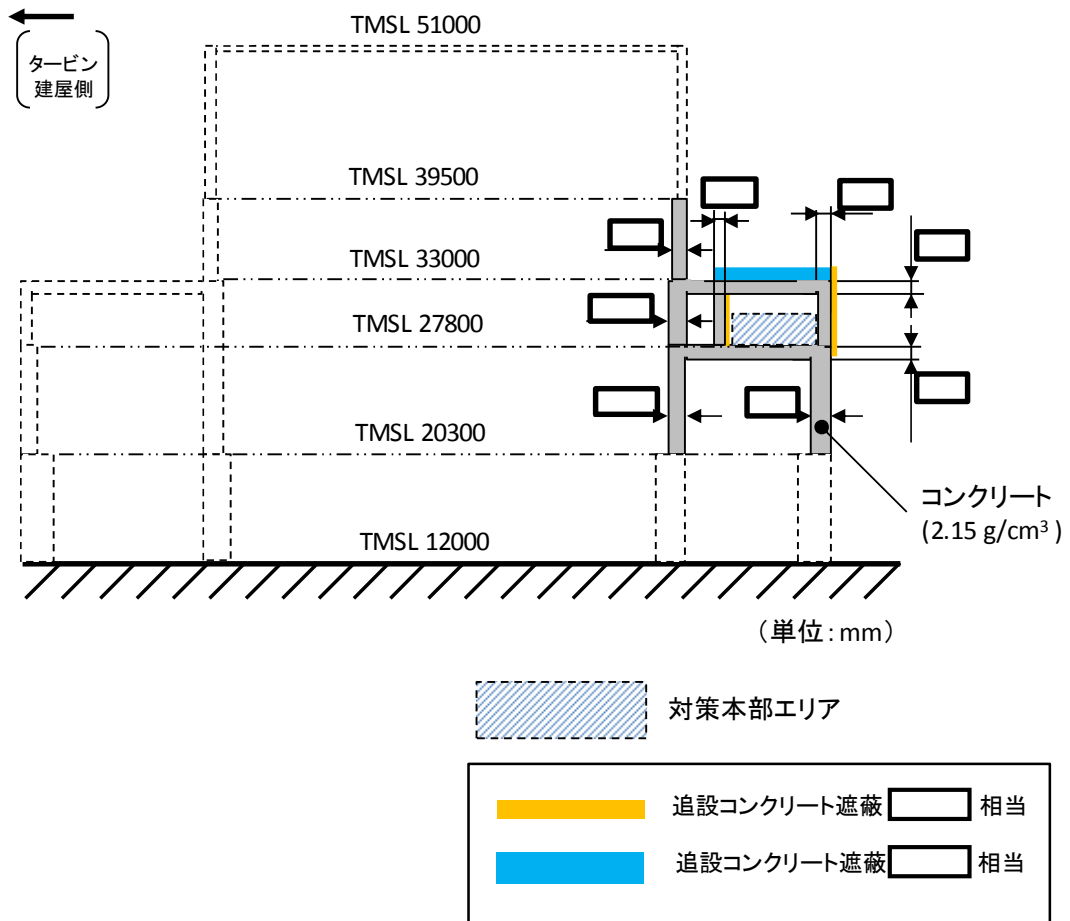 TMSL 51000
タービン
建屋側
TMSL 39500
TMSL 33000
TMSL 27800
TMSL 20300
コンクリート
(2.15 g/cm³ )
TMSL 12000
（単位：mm）
対策本部エリア
追設コンクリート遮蔽 相当
追設コンクリート遮蔽 相当